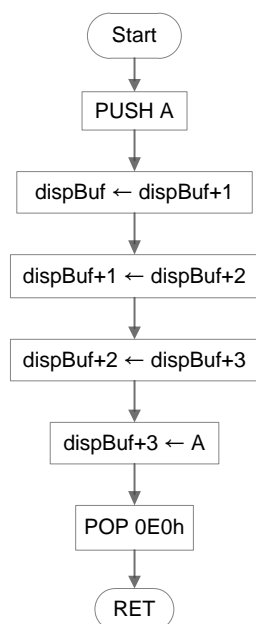 Start
PUSH A
dispBuf ← dispBuf+1
dispBuf+1 ← dispBuf+2
dispBuf+2 ← dispBuf+3
dispBuf+3 ← A
POP 0E0h
RET